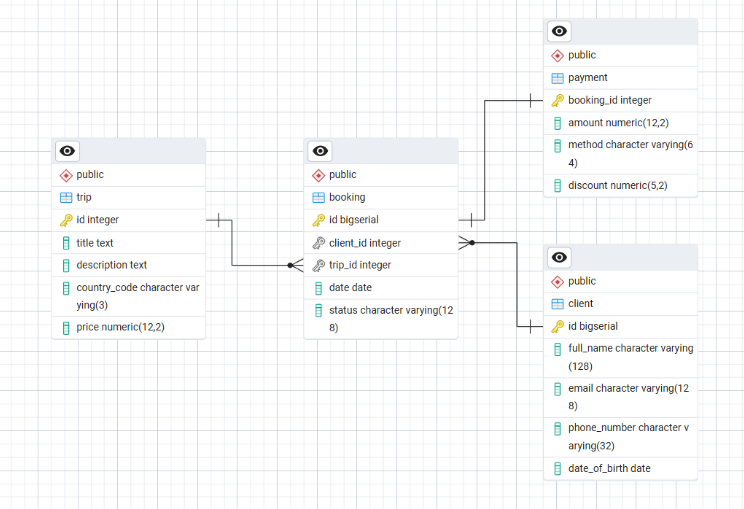 public
trip
id integer
title text
description text
country_code character var
ying(3)
price numeric(12,2)
public
booking
id bigserial
client_id integer
trip_id integer
date date
status character varying(12
8)
public
payment
booking_id integer
amount numeric(12,2)
method character varying(6
4)
discount numeric(5,2)
public
client
id bigserial
full_name character varying
(128)
email character varying(12
8)
phone_number character v
arying(32)
date_of_birth date